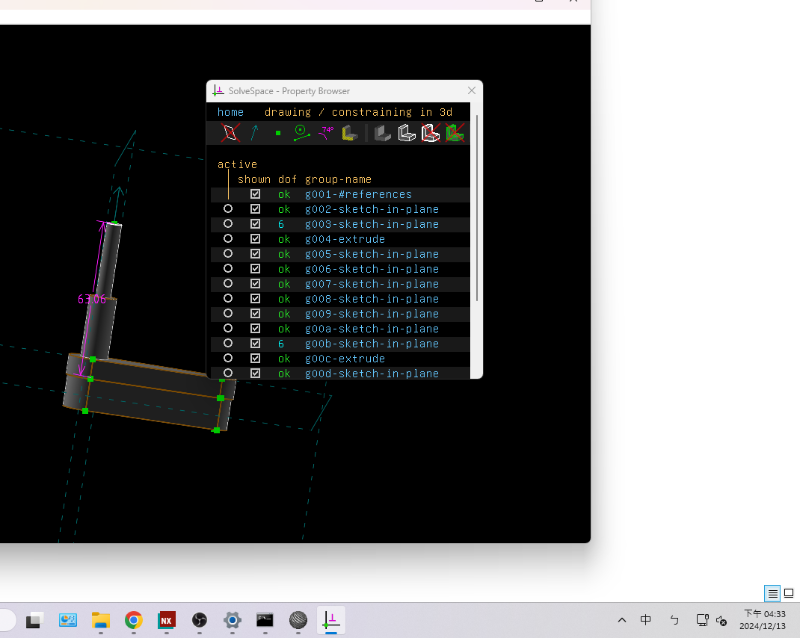 SolveSpace - Property Browser
home drawing / constraining in 3d
74°
active
shown dof group-name
ok g001-#references
ok g002-sketch-in-plane
6 g003-sketch-in-plane
ok g004-extrude
ok g005-sketch-in-plane
ok g006-sketch-in-plane
ok g007-sketch-in-plane
ok g008-sketch-in-plane
ok g009-sketch-in-plane
ok g00a-sketch-in-plane
6 g00b-sketch-in-plane
ok g00c-extrude
ok g00d-sketch-in-plane
63.06
NX
中
ㄅ
下午 04:33
2024/12/13